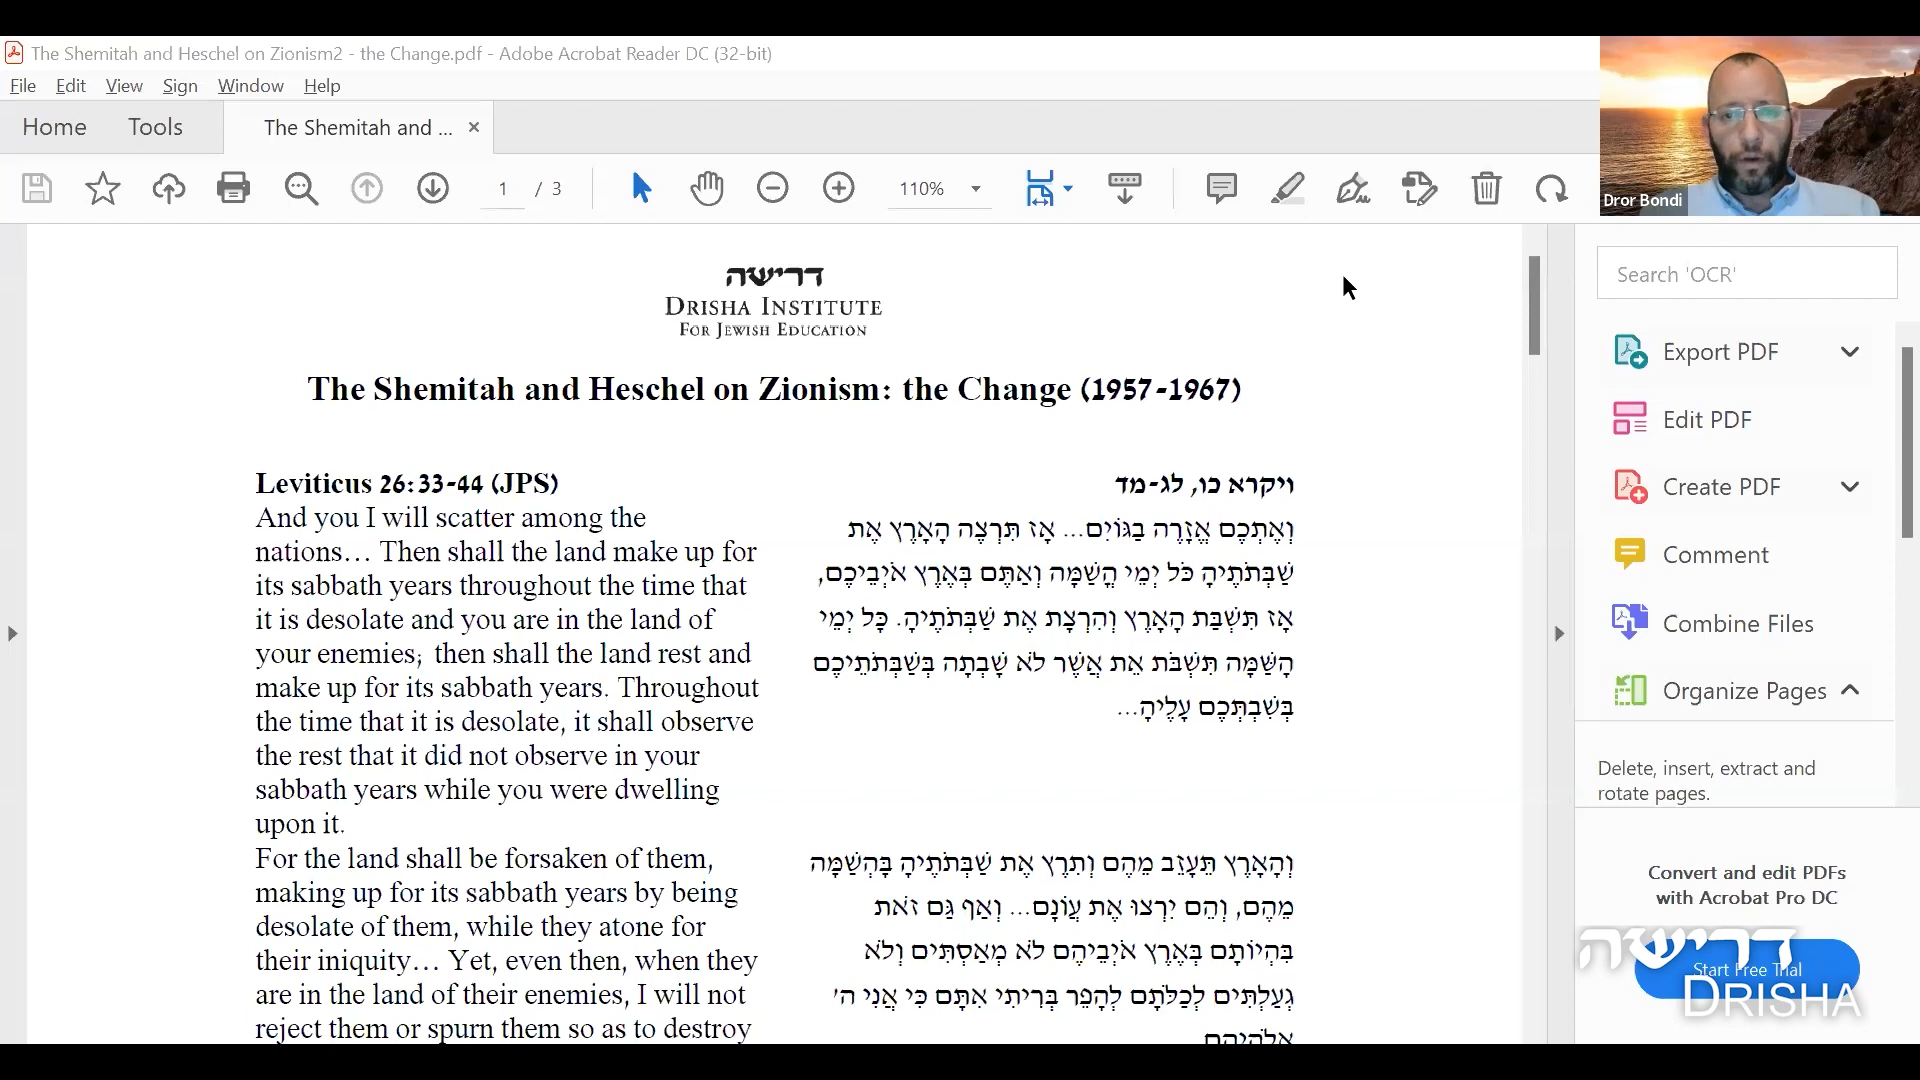 The Shemitah and Heschel on Zionism2 - the Change.pdf - Adobe Acrobat Reader DC (32-bit)
File Edit View Sign Window Help
Home Tools The Shemitah and ... ×
1 / 3 110%
Dror Bondi
דרישה
DRISHA INSTITUTE
FOR JEWISH EDUCATION
The Shemitah and Heschel on Zionism: the Change (1957-1967)
Leviticus 26:33-44 (JPS)
And you I will scatter among the
nations… Then shall the land make up for
its sabbath years throughout the time that
it is desolate and you are in the land of
your enemies; then shall the land rest and
make up for its sabbath years. Throughout
the time that it is desolate, it shall observe
the rest that it did not observe in your
sabbath years while you were dwelling
upon it.
For the land shall be forsaken of them,
making up for its sabbath years by being
desolate of them, while they atone for
their iniquity… Yet, even then, when they
are in the land of their enemies, I will not
reject them or spurn them so as to destroy
ויקרא כו, לג-מד
וְאֶתְכֶם אֱזָרֶה בַגּוֹיִם... אָז תִּרְצֶה הָאָרֶץ אֶת
שַׁבְּתֹתֶיהָ כֹּל יְמֵי הֳשַׁמָּה וְאַתֶּם בְּאֶרֶץ אֹיְבֵיכֶם,
אָז תִּשְׁבַּת הָאָרֶץ וְהִרְצָת אֶת שַׁבְּתֹתֶיהָ. כָּל יְמֵי
הָשַּׁמָּה תִּשְׁבֹּת אֵת אֲשֶׁר לֹא שָׁבְתָה בְּשַׁבְּתֹתֵיכֶם
בְּשִׁבְתְּכֶם עָלֶיהָ...
וְהָאָרֶץ תֵּעָזֵב מֵהֶם וְתִרֶץ אֶת שַׁבְּתֹתֶיהָ בָּהְשַׁמָּה
מֵהֶם, וְהֵם יִרְצוּ אֶת עֲוֹנָם... וְאַף גַּם זֹאת
בִּהְיוֹתָם בְּאֶרֶץ אֹיְבֵיהֶם לֹא מְאַסְתִּים וְלֹא
גְעַלְתִּים לְכַלֹּתָם לְהָפֵר בְּרִיתִי אִתָּם כִּי אֲנִי ה'
אֱלֹהֵיהֶם
Search 'OCR'
Export PDF
Edit PDF
Create PDF
Comment
Combine Files
Organize Pages
Delete, insert, extract and
rotate pages.
Convert and edit PDFs
with Acrobat Pro DC
Start Free Trial
דרישה
DRISHA